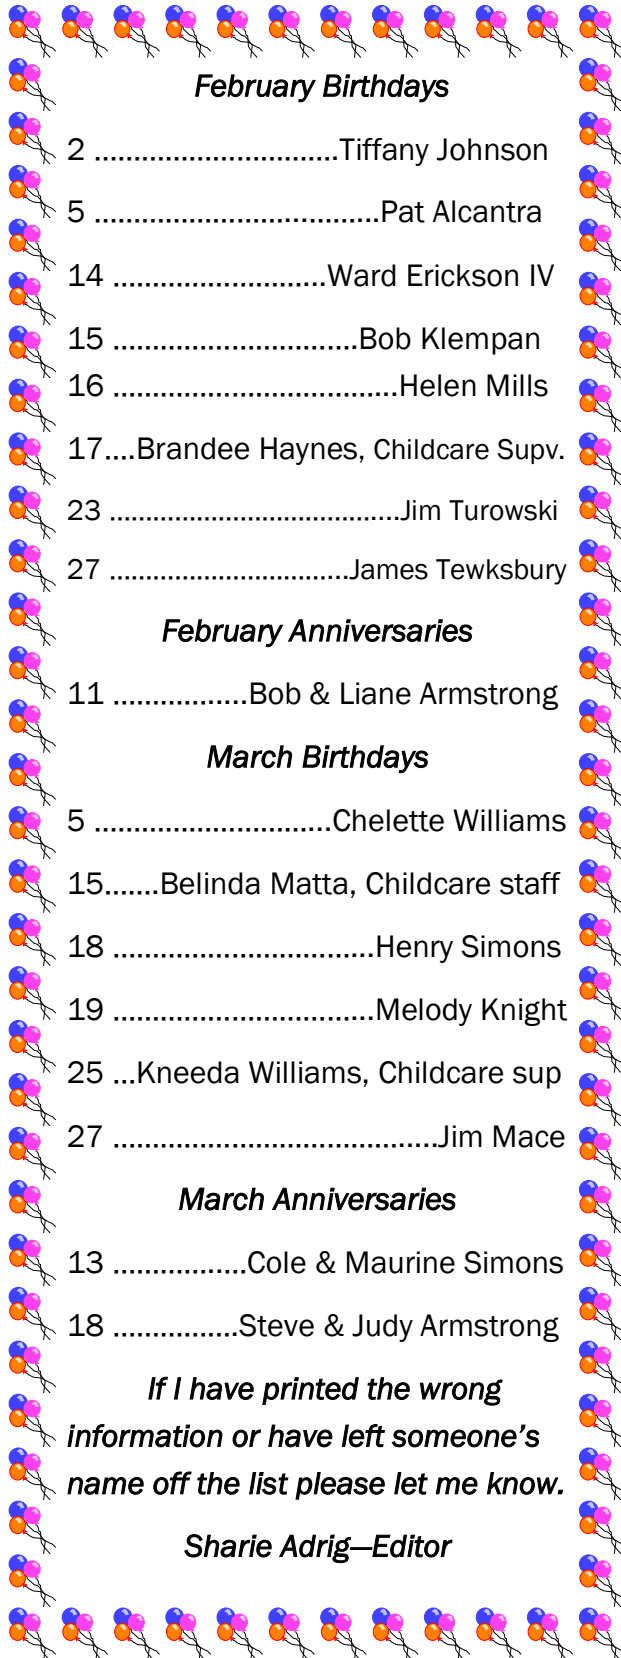 February Birthdays
2 ...............................Tiffany Johnson
5 ....................................Pat Alcantra
14 ...........................Ward Erickson IV
15 ...............................Bob Klempan
16 ....................................Helen Mills
17....Brandee Haynes, Childcare Supv.
23 ........................................Jim Turowski
27 .................................James Tewksbury
February Anniversaries
11 .................Bob & Liane Armstrong
March Birthdays
5 ..............................Chelette Williams
15.......Belinda Matta, Childcare staff
18 .................................Henry Simons
19 .................................Melody Knight
25 ...Kneeda Williams, Childcare sup
27 .........................................Jim Mace
March Anniversaries
13 .................Cole & Maurine Simons
18 ................Steve & Judy Armstrong
If I have printed the wrong
information or have left someone’s
name off the list please let me know.
Sharie Adrig—Editor